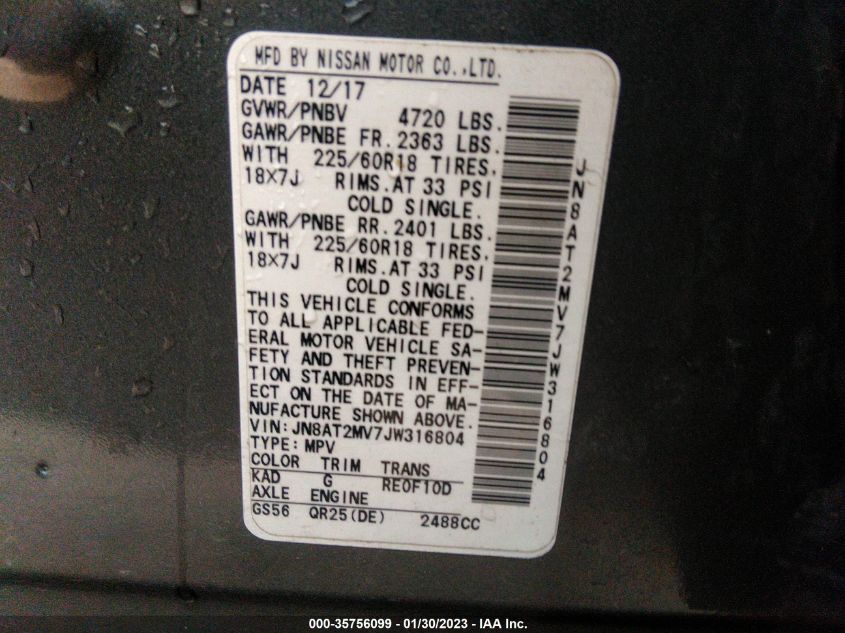 MFD BY NISSAN MOTOR CO.,LTD.
DATE 12/17
GVWR/PNBV 4720 LBS.
GAWR/PNBE FR. 2363 LBS.
WITH 225/60R18 TIRES,
18X7J RIMS.AT 33 PSI
COLD SINGLE.
GAWR/PNBE RR. 2401 LBS.
WITH 225/60R18 TIRES,
18X7J RIMS.AT 33 PSI
COLD SINGLE.
THIS VEHICLE CONFORMS
TO ALL APPLICABLE FED-
ERAL MOTOR VEHICLE SA-
FETY AND THEFT PREVEN-
TION STANDARDS IN EFF-
ECT ON THE DATE OF MA-
NUFACTURE SHOWN ABOVE.
VIN: JN8AT2MV7JW316804
TYPE: MPV
COLOR TRIM TRANS
KAD G RE0F10D
AXLE ENGINE
GS56 QR25(DE) 2488CC
JN8AT2MV7JW316804
000-35756099 - 01/30/2023 - IAA Inc.